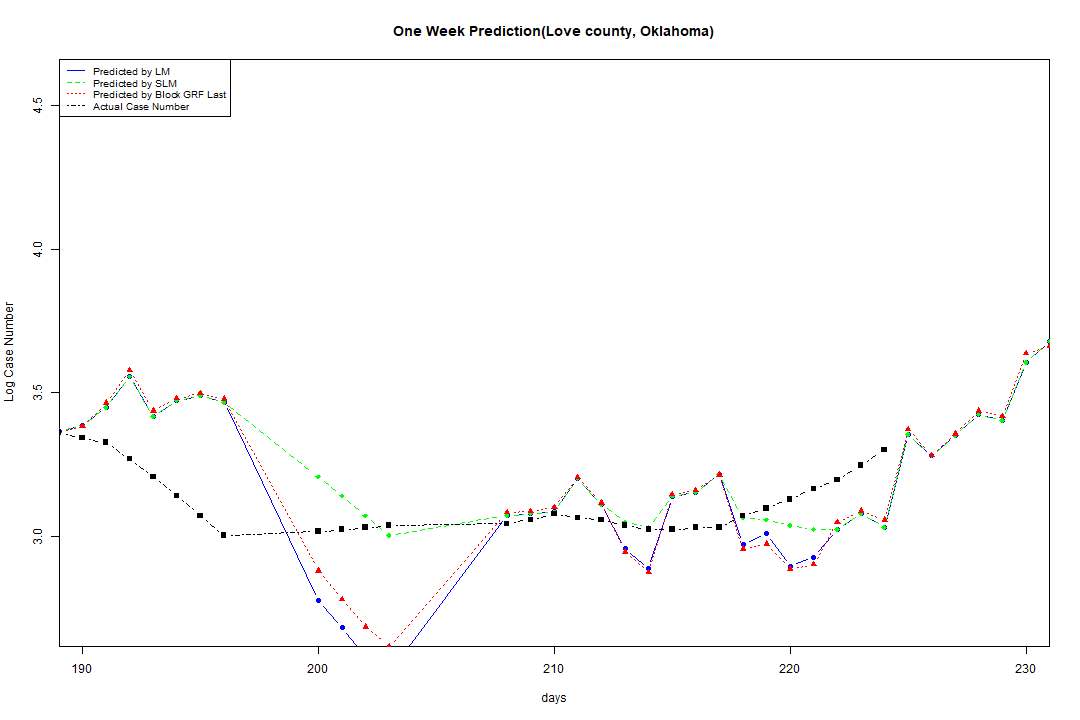 One Week Prediction(Love county, Oklahoma)
Predicted by LM
Predicted by SLM
Predicted by Block GRF Last
Actual Case Number
4.5
4.0
3.5
3.0
Log Case Number
190 200 210 220 230
days